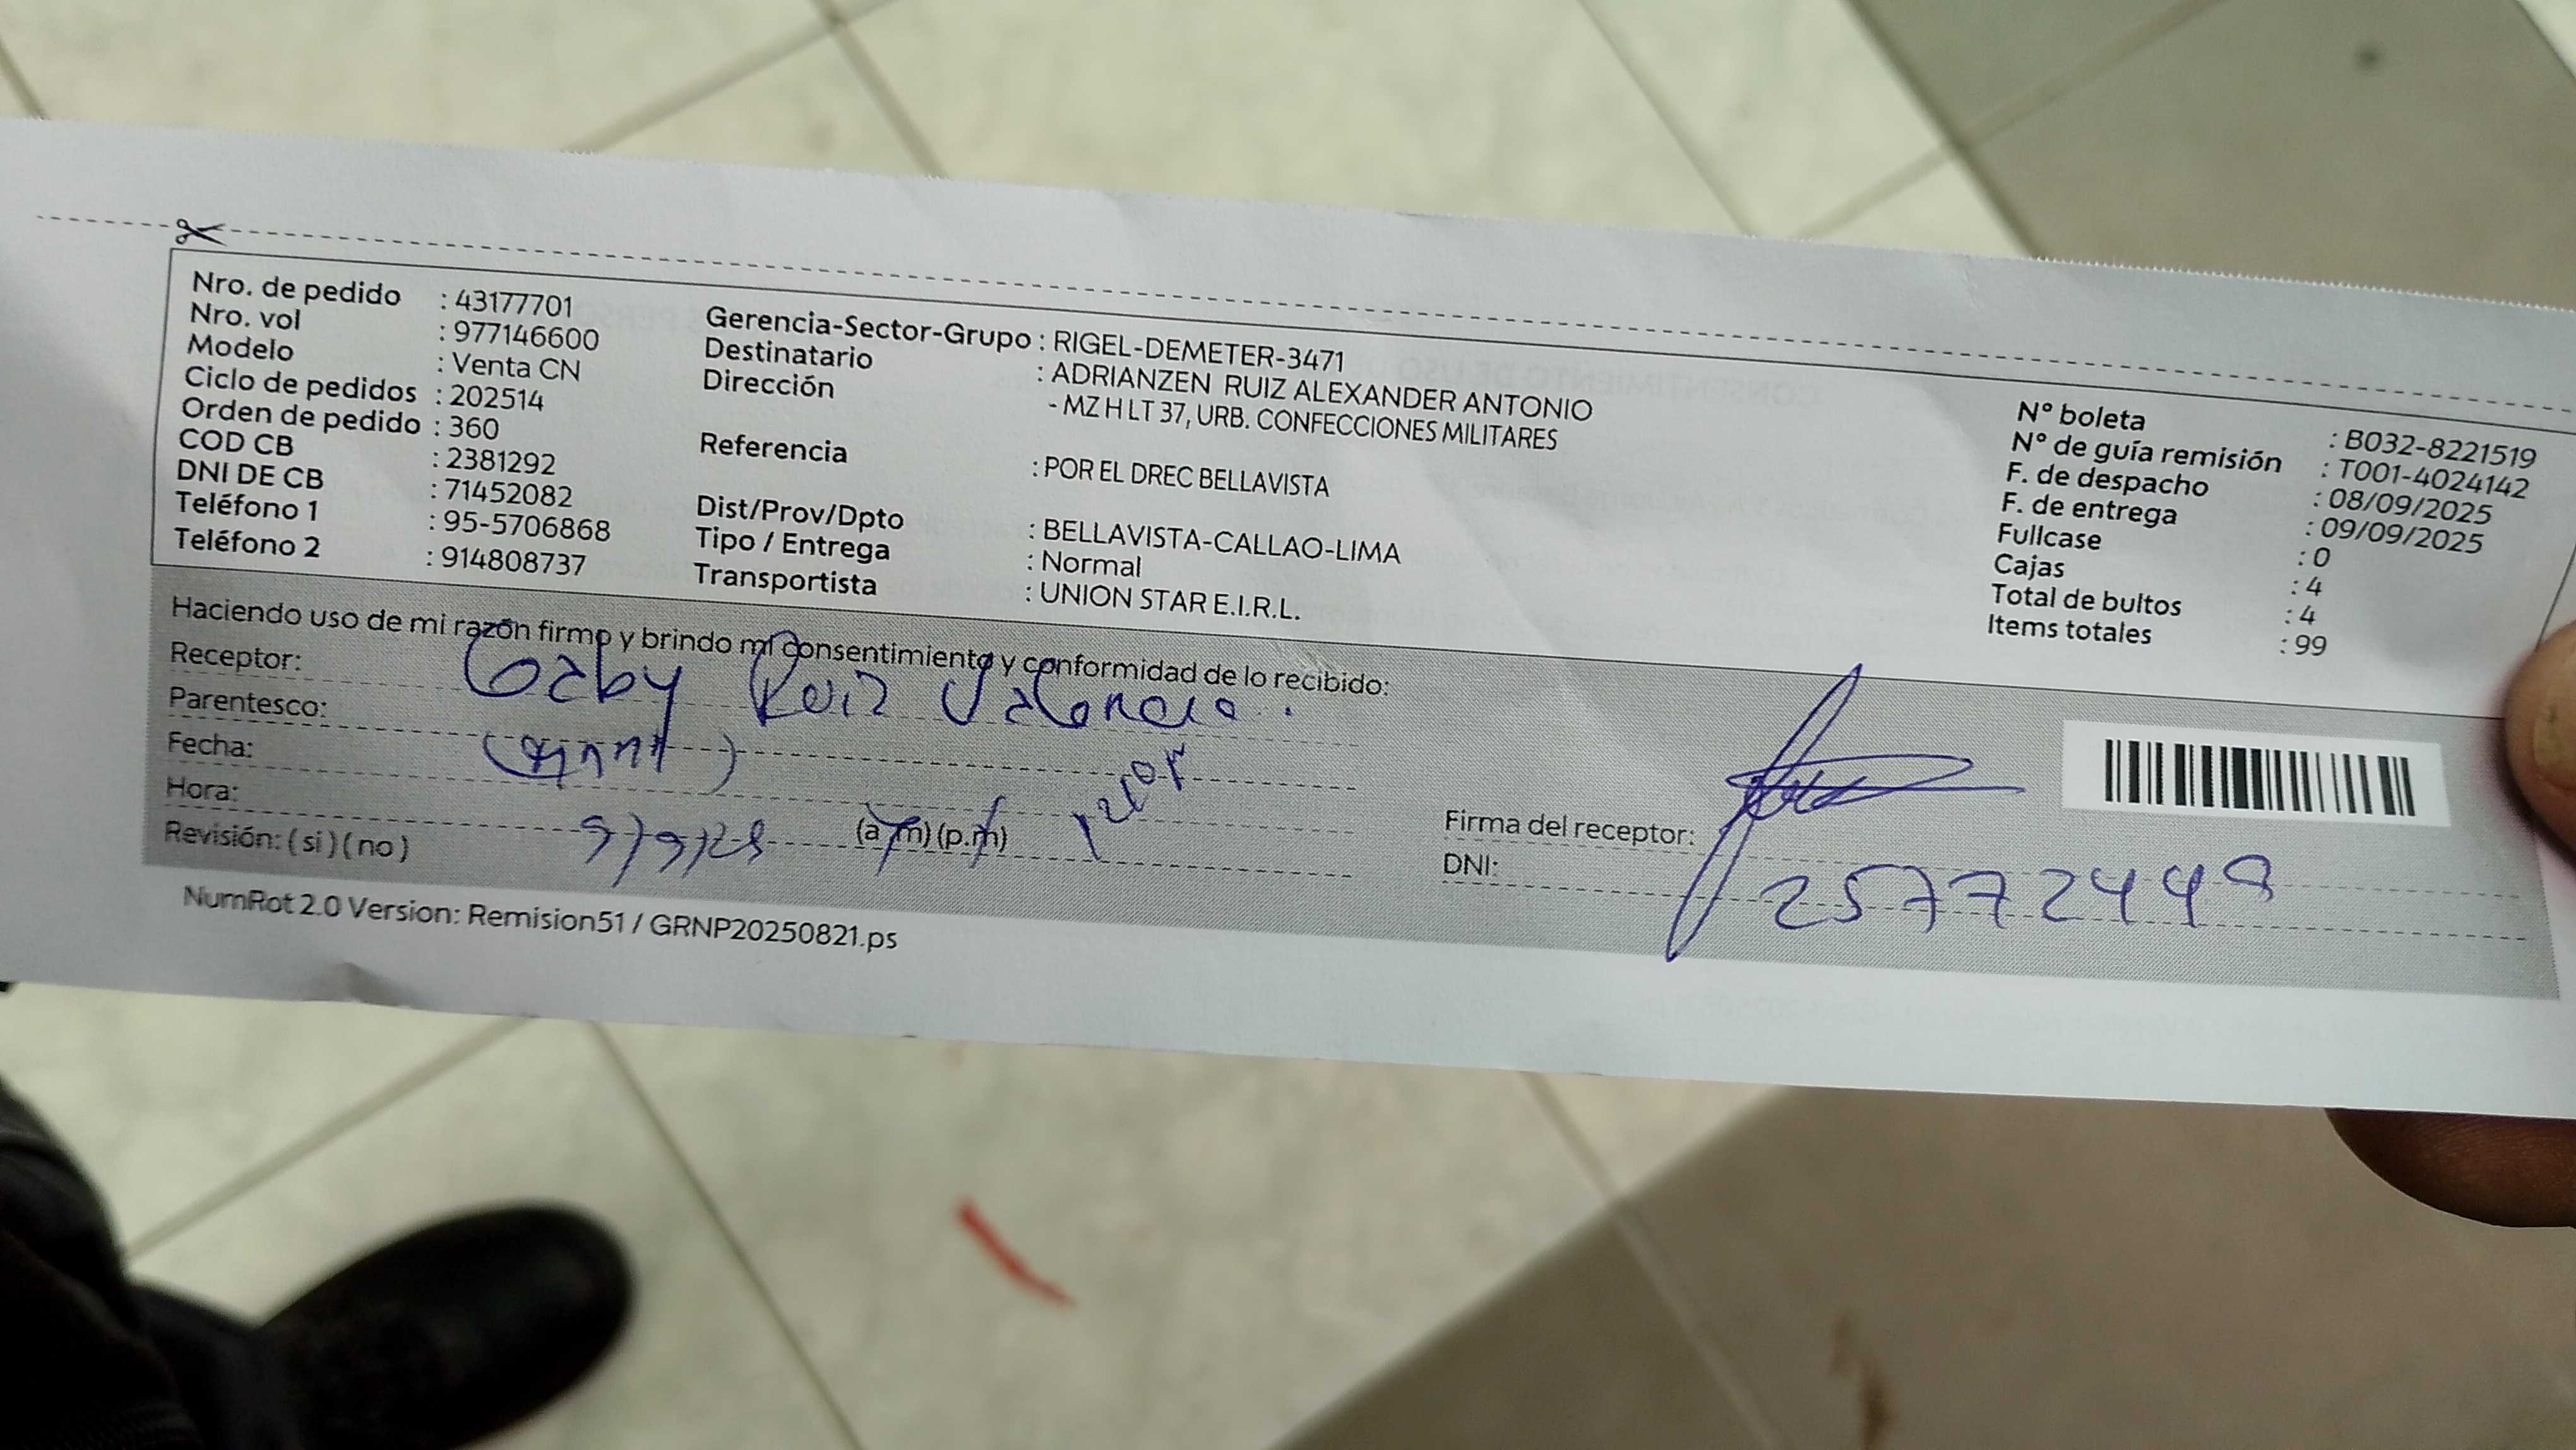 Nro. de pedido : 43177701
Nro. vol : 977146600
Modelo : Venta CN
Ciclo de pedidos : 202514
Orden de pedido : 360
COD CB : 2381292
DNI DE CB : 71452082
Teléfono 1 : 95-5706868
Teléfono 2 : 914808737
Gerencia-Sector-Grupo : RIGEL-DEMETER-3471
Destinatario : ADRIANZEN RUIZ ALEXANDER ANTONIO
Dirección - MZ H LT 37, URB. CONFECCIONES MILITARES
Referencia : POR EL DREC BELLAVISTA
Dist/Prov/Dpto : BELLAVISTA-CALLAO-LIMA
Tipo / Entrega : Normal
Transportista : UNION STAR E.I.R.L.
N° boleta : B032-8221519
N° de guía remisión : T001-4024142
F. de despacho : 08/09/2025
F. de entrega : 09/09/2025
Fullcase : 0
Cajas : 4
Total de bultos : 4
Items totales : 99
Haciendo uso de mi razón firmo y brindo mi consentimiento y conformidad de lo recibido:
Receptor: Gaby Ruiz Valencia.
Parentesco:
Fecha: 9/9/25
Hora: (a.m) (p.m)
Revisión: ( si ) ( no )
Firma del receptor:
DNI: 25772449
NumRot 2.0 Version: Remision51 / GRNP20250821.ps